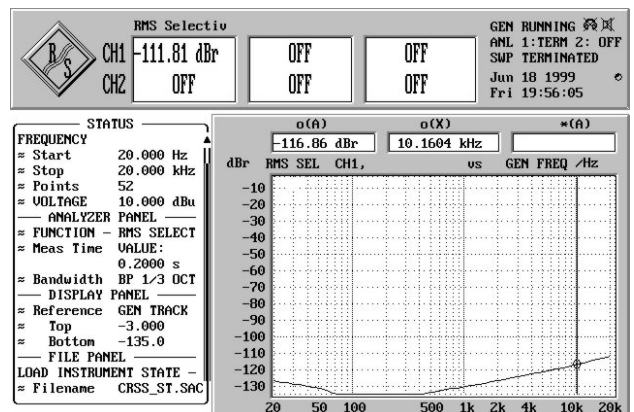 RMS Selectiv
R
S
CH1 -111.81 dBr OFF OFF
CH2 OFF OFF OFF
GEN RUNNING
ANL 1:TERM 2: OFF
SWP TERMINATED
Jun 18 1999
Fri 19:56:05
STATUS
FREQUENCY
≈ Start 20.000 Hz
≈ Stop 20.000 kHz
≈ Points 52
≈ VOLTAGE 10.000 dBu
ANALYZER PANEL
≈ FUNCTION – RMS SELECT
≈ Meas Time VALUE:
0.2000 s
≈ Bandwidth BP 1/3 OCT
DISPLAY PANEL
≈ Reference GEN TRACK
≈ Top -3.000
≈ Bottom -135.0
FILE PANEL
LOAD INSTRUMENT STATE –
≈ Filename CRSS_ST.SAC
o(A) o(X) *(A)
-116.86 dBr 10.1604 kHz
dBr RMS SEL CH1, vs GEN FREQ /Hz
-10
-20
-30
-40
-50
-60
-70
-80
-90
-100
-110
-120
-130
20 50 100 500 1k 2k 4k 10k 20k